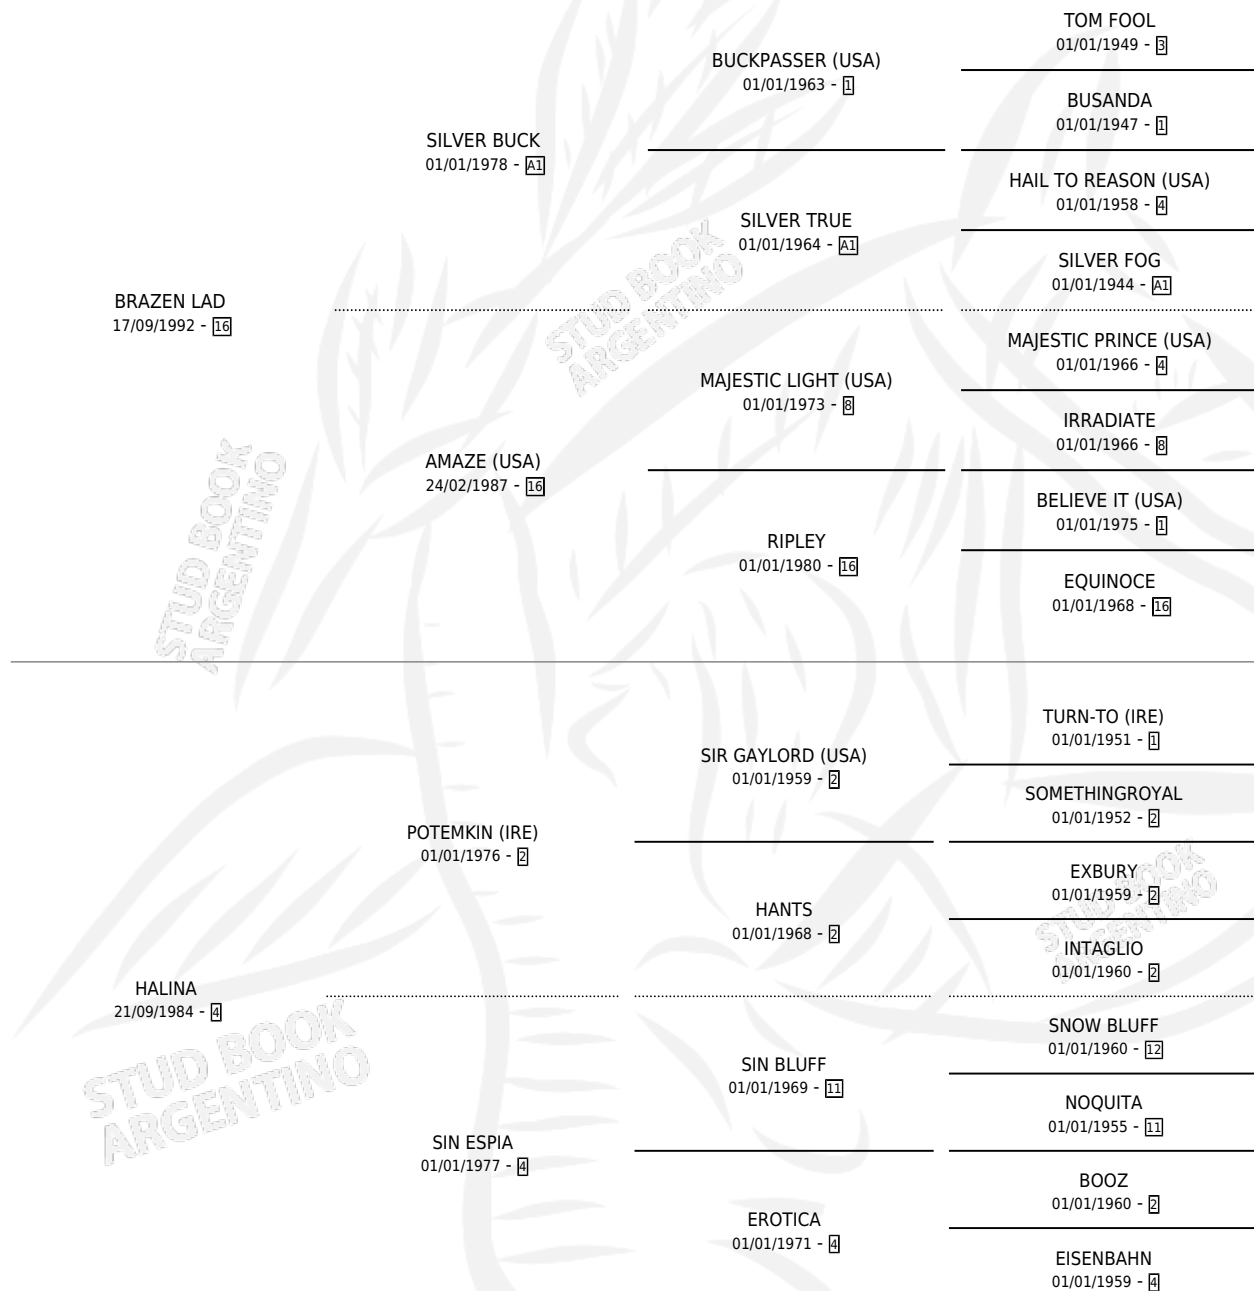 TOM FOOL
01/01/1949 - 3
BUCKPASSER (USA)
01/01/1963 - 1
BUSANDA
01/01/1947 - 1
SILVER BUCK
01/01/1978 - A1
HAIL TO REASON (USA)
01/01/1958 - 4
SILVER TRUE
01/01/1964 - A1
SILVER FOG
01/01/1944 - A1
BRAZEN LAD
17/09/1992 - 16
MAJESTIC PRINCE (USA)
01/01/1966 - 4
MAJESTIC LIGHT (USA)
01/01/1973 - 8
IRRADIATE
01/01/1966 - 8
AMAZE (USA)
24/02/1987 - 16
BELIEVE IT (USA)
01/01/1975 - 1
RIPLEY
01/01/1980 - 16
EQUINOCE
01/01/1968 - 16
TURN-TO (IRE)
01/01/1951 - 1
SIR GAYLORD (USA)
01/01/1959 - 2
SOMETHINGROYAL
01/01/1952 - 2
POTEMKIN (IRE)
01/01/1976 - 2
EXBURY
01/01/1959 - 2
HANTS
01/01/1968 - 2
INTAGLIO
01/01/1960 - 2
HALINA
21/09/1984 - 4
SNOW BLUFF
01/01/1960 - 12
SIN BLUFF
01/01/1969 - 11
NOQUITA
01/01/1955 - 11
SIN ESPIA
01/01/1977 - 4
BOOZ
01/01/1960 - 2
EROTICA
01/01/1971 - 4
EISENBAHN
01/01/1959 - 4
STUD BOOK
ARGENTINO
STUD BOOK
ARGENTINO
STUD BOOK
ARGENTINO
STUD BOOK
ARGENTINO